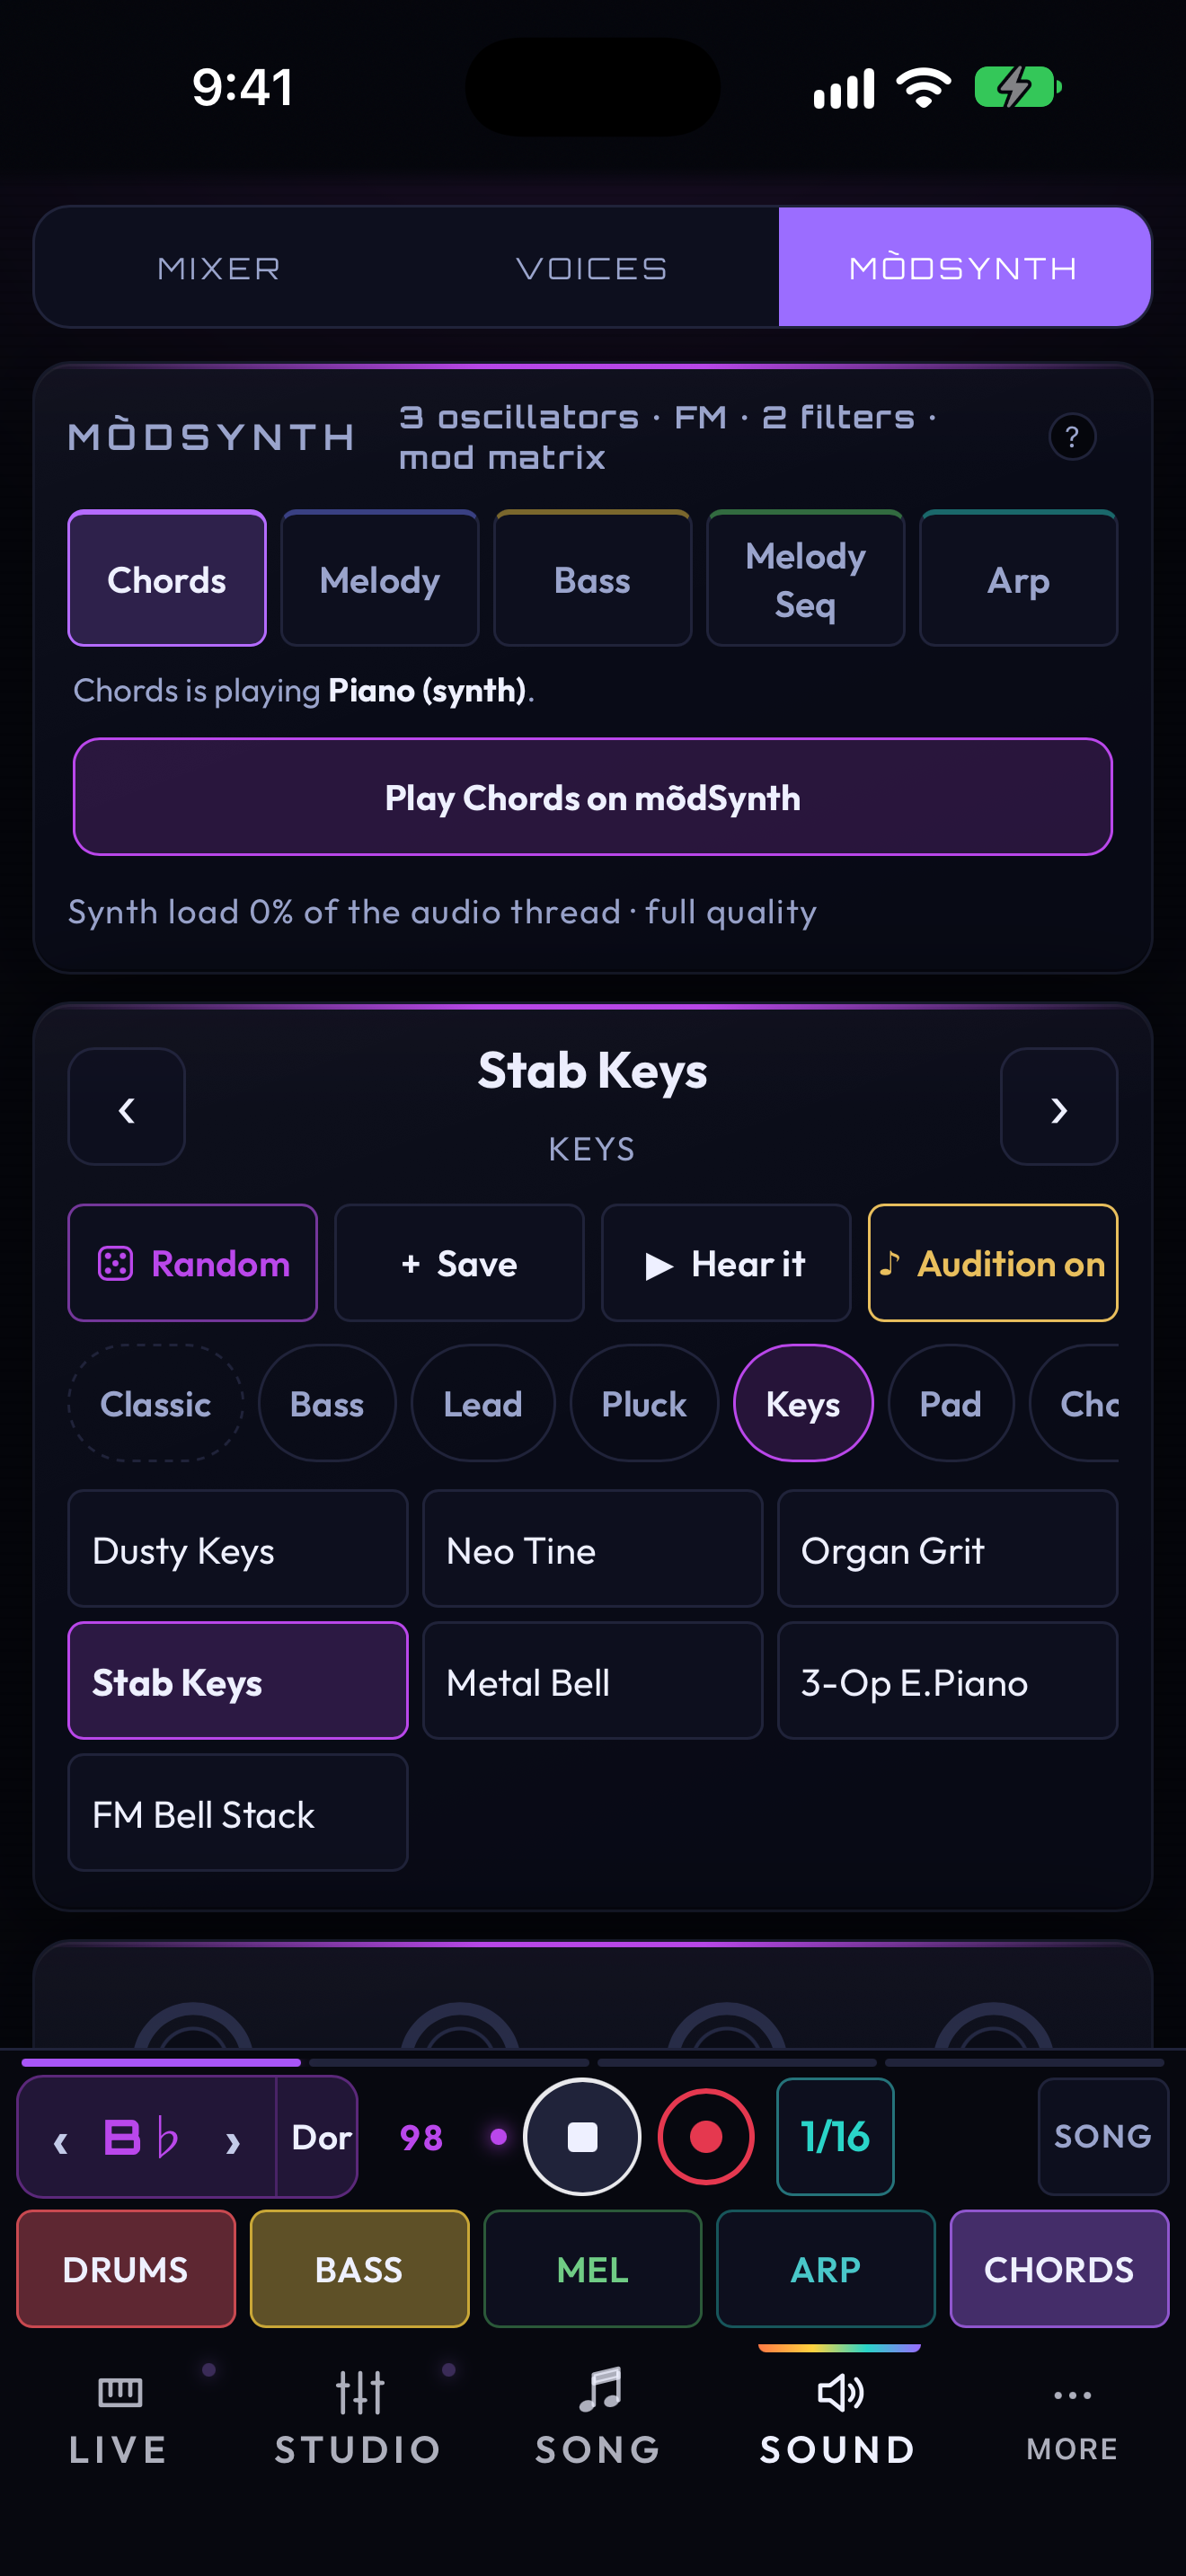 9:41
MIXER
VOICES
MÒDSYNTH
MÒDSYNTH
3 oscillators · FM · 2 filters ·
mod matrix
?
Chords
Melody
Bass
Melody
Seq
Arp
Chords is playing Piano (synth).
Play Chords on mõdSynth
Synth load 0% of the audio thread · full quality
‹
Stab Keys
›
KEYS
Random
+ Save
▶ Hear it
♪ Audition on
Classic
Bass
Lead
Pluck
Keys
Pad
Cho
Dusty Keys
Neo Tine
Organ Grit
Stab Keys
Metal Bell
3-Op E.Piano
FM Bell Stack
‹ B♭ ›
Dor
98
1/16
SONG
DRUMS
BASS
MEL
ARP
CHORDS
LIVE
STUDIO
SONG
SOUND
MORE